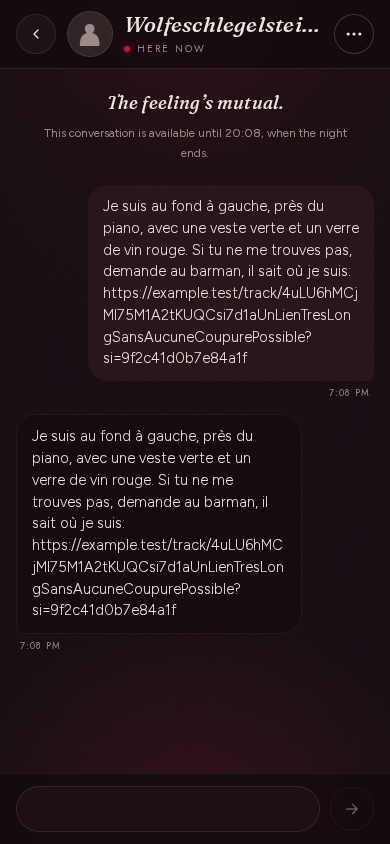 Wolfeschlegelstei...
HERE NOW
The feeling's mutual.
This conversation is available until 20:08, when the night
ends.
Je suis au fond à gauche, près du
piano, avec une veste verte et un verre
de vin rouge. Si tu ne me trouves pas,
demande au barman, il sait où je suis:
https://example.test/track/4uLU6hMCj
MI75M1A2tKUQCsi7d1aUnLienTresLon
gSansAucuneCoupurePossible?
si=9f2c41d0b7e84a1f
7:08 PM
Je suis au fond à gauche, près du
piano, avec une veste verte et un
verre de vin rouge. Si tu ne me
trouves pas, demande au barman, il
sait où je suis:
https://example.test/track/4uLU6hMC
jMI75M1A2tKUQCsi7d1aUnLienTresLon
gSansAucuneCoupurePossible?
si=9f2c41d0b7e84a1f
7:08 PM